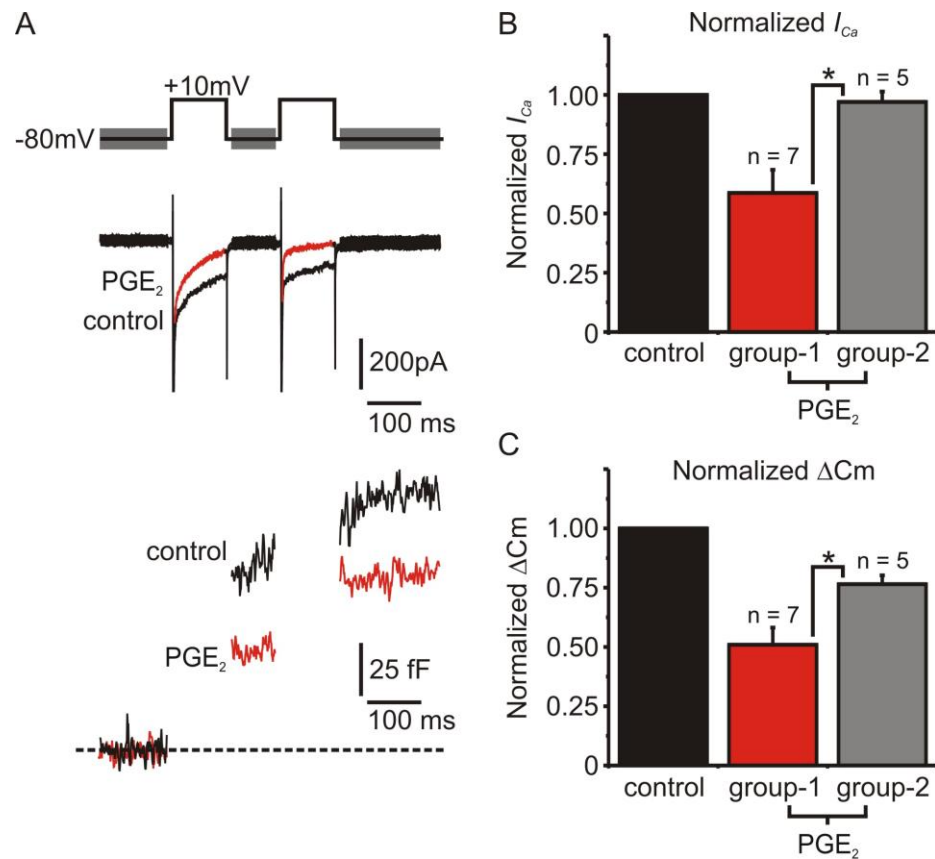 A
+10mV
-80mV
PGE₂
control
200pA
100 ms
control
PGE₂
25 fF
100 ms
B
Normalized I_Ca
Normalized I_Ca
1.00
0.75
0.50
0.25
0
n = 7
*
n = 5
control group-1 group-2
PGE₂
C
Normalized ΔCm
Normalized ΔCm
1.00
0.75
0.50
0.25
0
n = 7
*
n = 5
control group-1 group-2
PGE₂